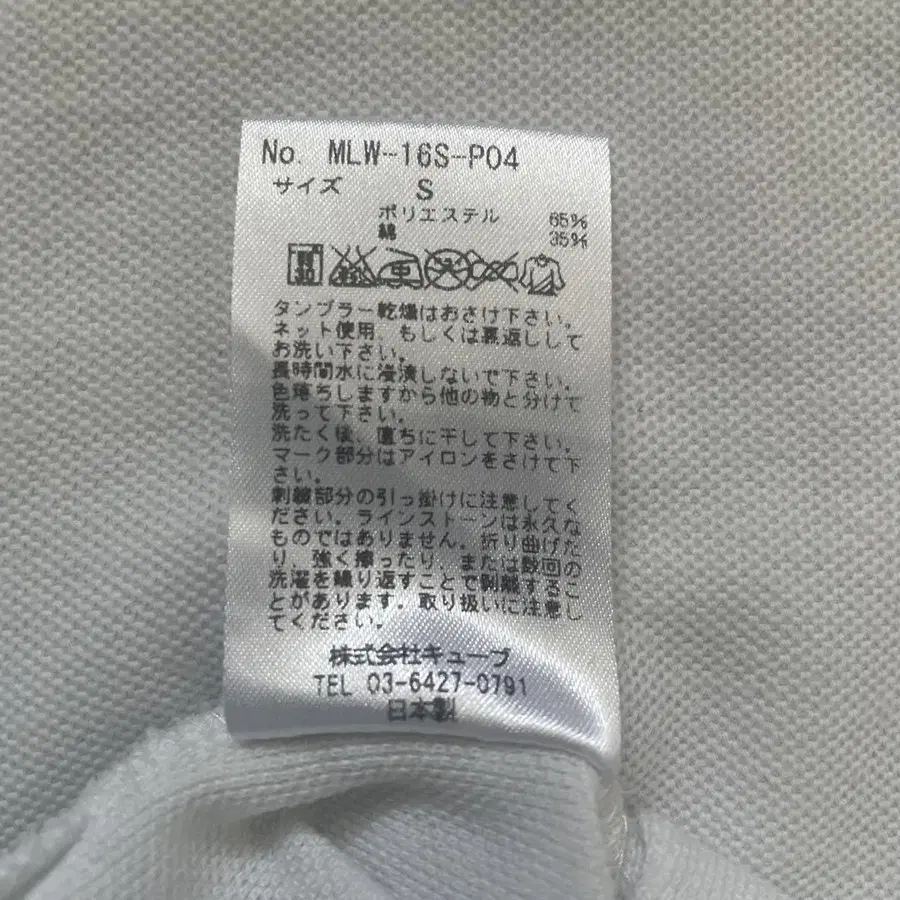 No. MLW-16S-P04
サイズ S
ポリエステル 65%
綿 35%
タンブラー乾燥はおさけ下さい。
ネット使用、もしくは裏返しして
お洗い下さい。
長時間水に浸漬しないで下さい。
色落ちしますから他の物と分けて
洗って下さい。
洗たく後、直ちに干して下さい。
マーク部分はアイロンをさけて下
さい。
刺繍部分の引っ掛けに注意してく
ださい。ラインストーンは永久な
ものではありません。折り曲げた
り、強く擦ったり、または数回の
洗濯を繰り返すことで剥離するこ
とがあります。取り扱いに注意し
てください。
株式会社キューブ
TEL 03-6427-0791
日本製